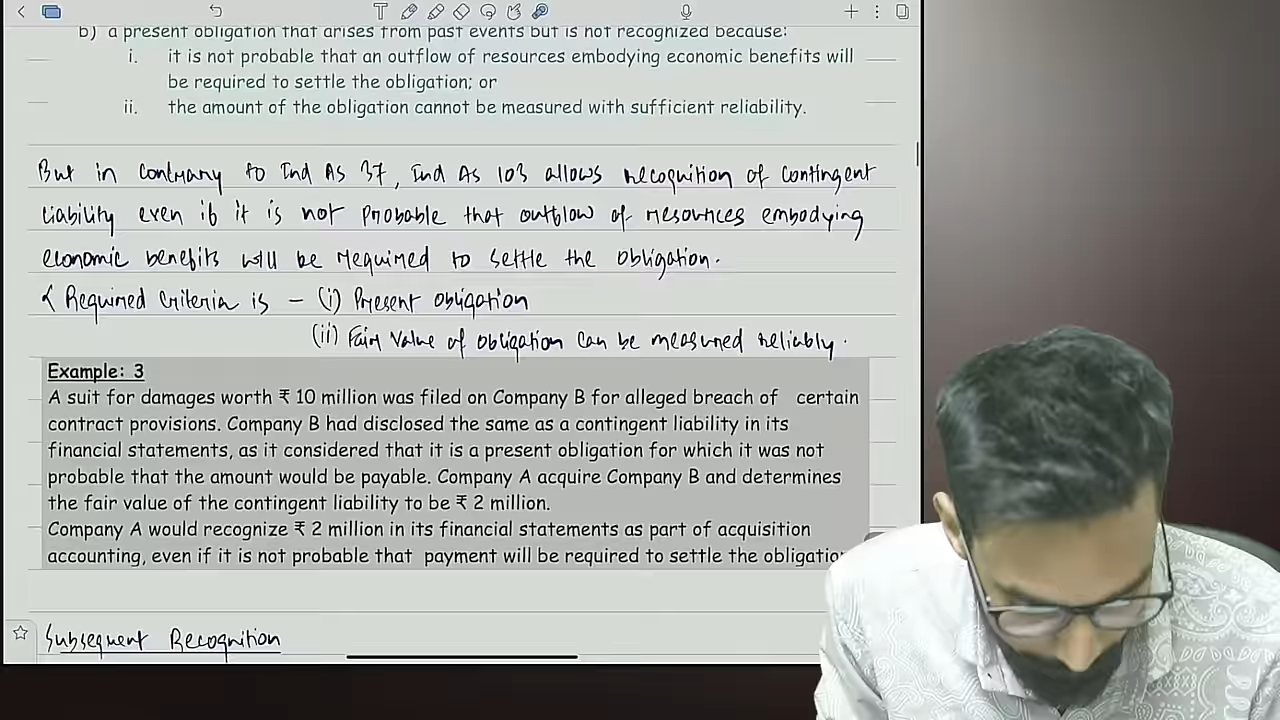 b) a present obligation that arises from past events but is not recognized because:
i. it is not probable that an outflow of resources embodying economic benefits will
be required to settle the obligation; or
ii. the amount of the obligation cannot be measured with sufficient reliability.
But in contrary to Ind AS 37, Ind AS 103 allows recognition of contingent
liability even if it is not probable that outflow of resources embodying
economic benefits will be required to settle the obligation.
& Required criteria is - (i) Present obligation
(ii) Fair value of obligation can be measured reliably.
Example: 3
A suit for damages worth ₹ 10 million was filed on Company B for alleged breach of certain
contract provisions. Company B had disclosed the same as a contingent liability in its
financial statements, as it considered that it is a present obligation for which it was not
probable that the amount would be payable. Company A acquire Company B and determines
the fair value of the contingent liability to be ₹ 2 million.
Company A would recognize ₹ 2 million in its financial statements as part of acquisition
accounting, even if it is not probable that payment will be required to settle the obligatio
Subsequent Recognition